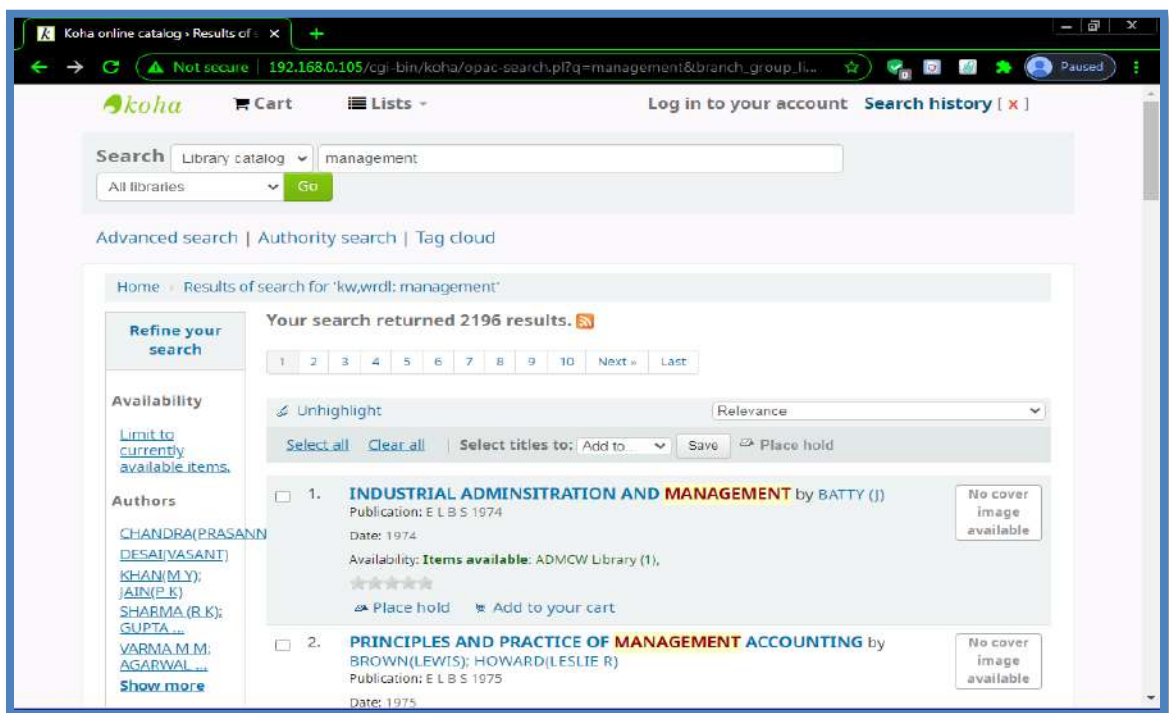 Koha online catalog › Results of s
Not secure | 192.168.0.105/cgi-bin/koha/opac-search.pl?q=management&branch_group_li...
Paused
koha Cart Lists Log in to your account Search history [ x ]
Search Library catalog management
All libraries Go
Advanced search | Authority search | Tag cloud
Home › Results of search for 'kw,wrdl: management'
Refine your search
Your search returned 2196 results.
1 2 3 4 5 6 7 8 9 10 Next » Last
Availability
Limit to
currently
available items.
Authors
CHANDRA(PRASANN
DESAI(VASANT)
KHAN(M Y);
JAIN(P K)
SHARMA (R K);
GUPTA ...
VARMA M M;
AGARWAL ...
Show more
Unhighlight Relevance
Select all Clear all | Select titles to: Add to... Save Place hold
1. INDUSTRIAL ADMINSITRATION AND MANAGEMENT by BATTY (J)
Publication: E L B S 1974
Date: 1974
Availability: Items available: ADMCW Library (1),
Place hold Add to your cart
No cover
image
available
2. PRINCIPLES AND PRACTICE OF MANAGEMENT ACCOUNTING by
BROWN(LEWIS); HOWARD(LESLIE R)
Publication: E L B S 1975
Date: 1975
No cover
image
available